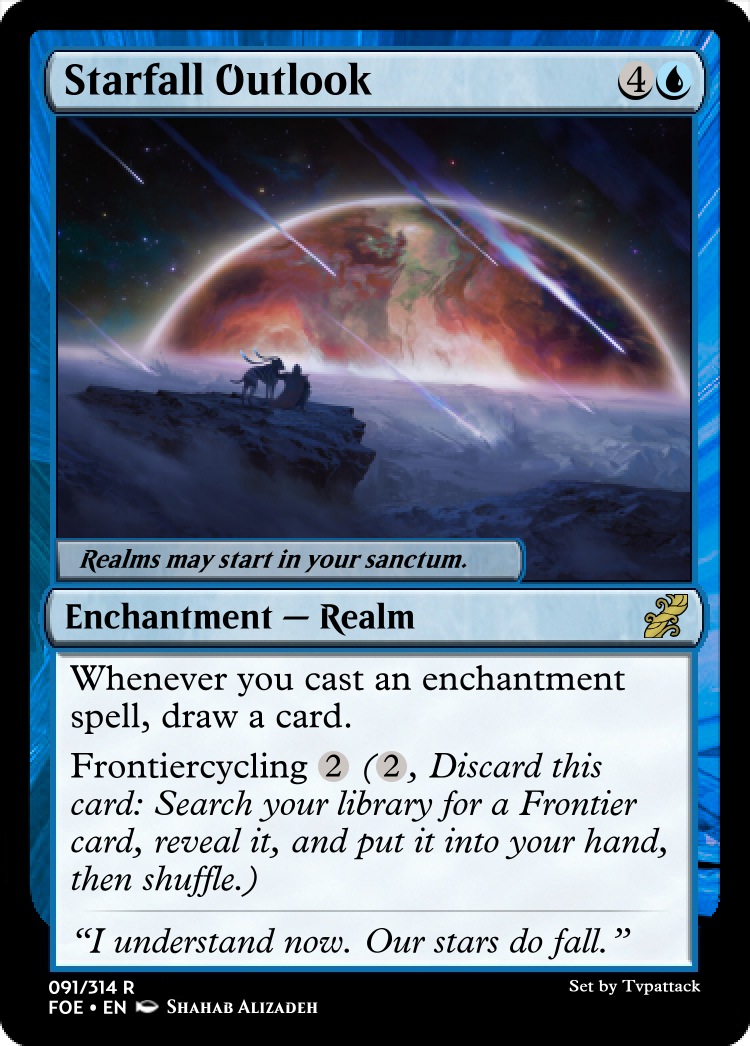 Starfall Outlook 4
Realms may start in your sanctum.
Enchantment — Realm
Whenever you cast an enchantment
spell, draw a card.
Frontiercycling 2 (2, Discard this
card: Search your library for a Frontier
card, reveal it, and put it into your hand,
then shuffle.)
“I understand now. Our stars do fall.”
091/314 R Set by Tvpattack
FOE • EN Shahab Alizadeh